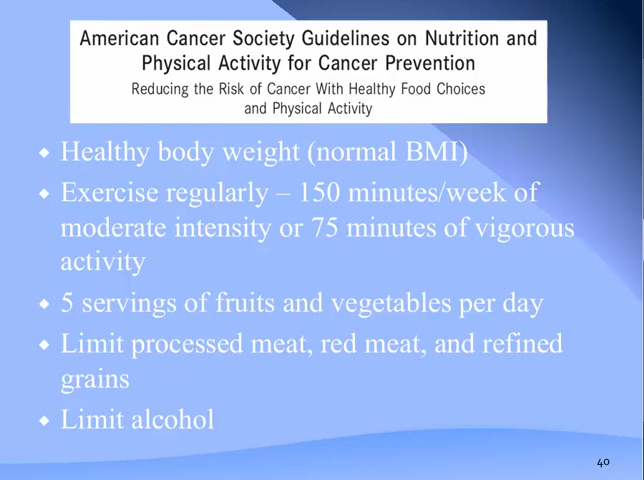 American Cancer Society Guidelines on Nutrition and
Physical Activity for Cancer Prevention
Reducing the Risk of Cancer With Healthy Food Choices
and Physical Activity
Healthy body weight (normal BMI)
Exercise regularly – 150 minutes/week of
moderate intensity or 75 minutes of vigorous
activity
5 servings of fruits and vegetables per day
Limit processed meat, red meat, and refined
grains
Limit alcohol
40